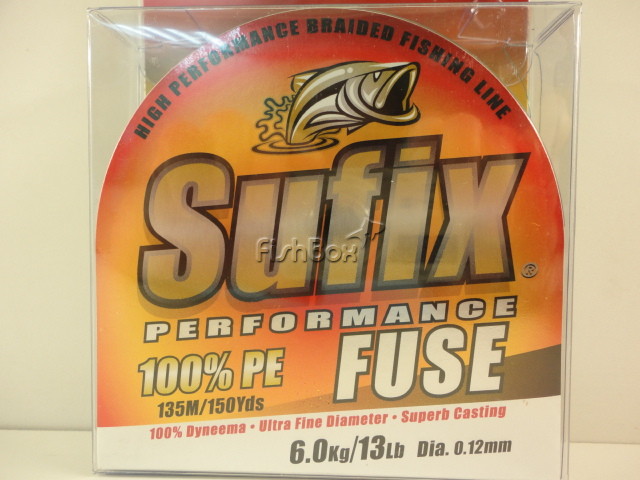 HIGH PERFORMANCE BRAIDED FISHING LINE
Sufix®
FishBox
PERFORMANCE
FUSE
100% PE
135M/150Yds
100% Dyneema • Ultra Fine Diameter • Superb Casting
6.0Kg/13Lb Dia. 0.12mm